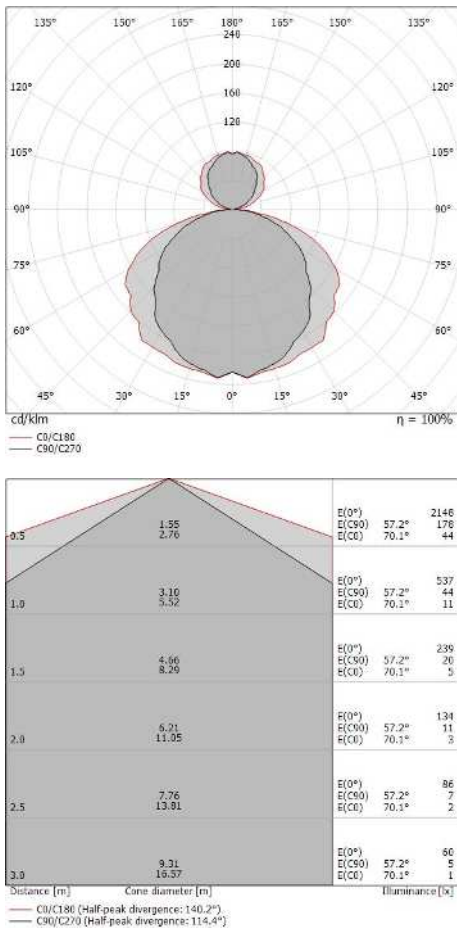 135° 165° 180° 165° 135°
240
200
120° 160° 120°
120
105° 105°
90° 90°
75° 75°
60° 60°
45° 30° 15° 0° 15° 30° 45°
cd/klm η = 100%
C0/C180
C90/C270
0.5 1.55 2.76
E(0°) 2148
E(C90) 57.2° 178
E(C0) 70.1° 44
1.0 3.10 5.52
E(0°) 537
E(C90) 57.2° 44
E(C0) 70.1° 11
1.5 4.66 8.29
E(0°) 239
E(C90) 57.2° 20
E(C0) 70.1° 5
2.0 6.21 11.05
E(0°) 134
E(C90) 57.2° 11
E(C0) 70.1° 3
2.5 7.76 13.81
E(0°) 86
E(C90) 57.2° 7
E(C0) 70.1° 2
3.0 9.31 16.57
E(0°) 60
E(C90) 57.2° 5
E(C0) 70.1° 1
Distance [m] Cone diameter [m] Illuminance [lx]
C0/C180 (Half-peak divergence: 140.2°)
C90/C270 (Half-peak divergence: 114.4°)